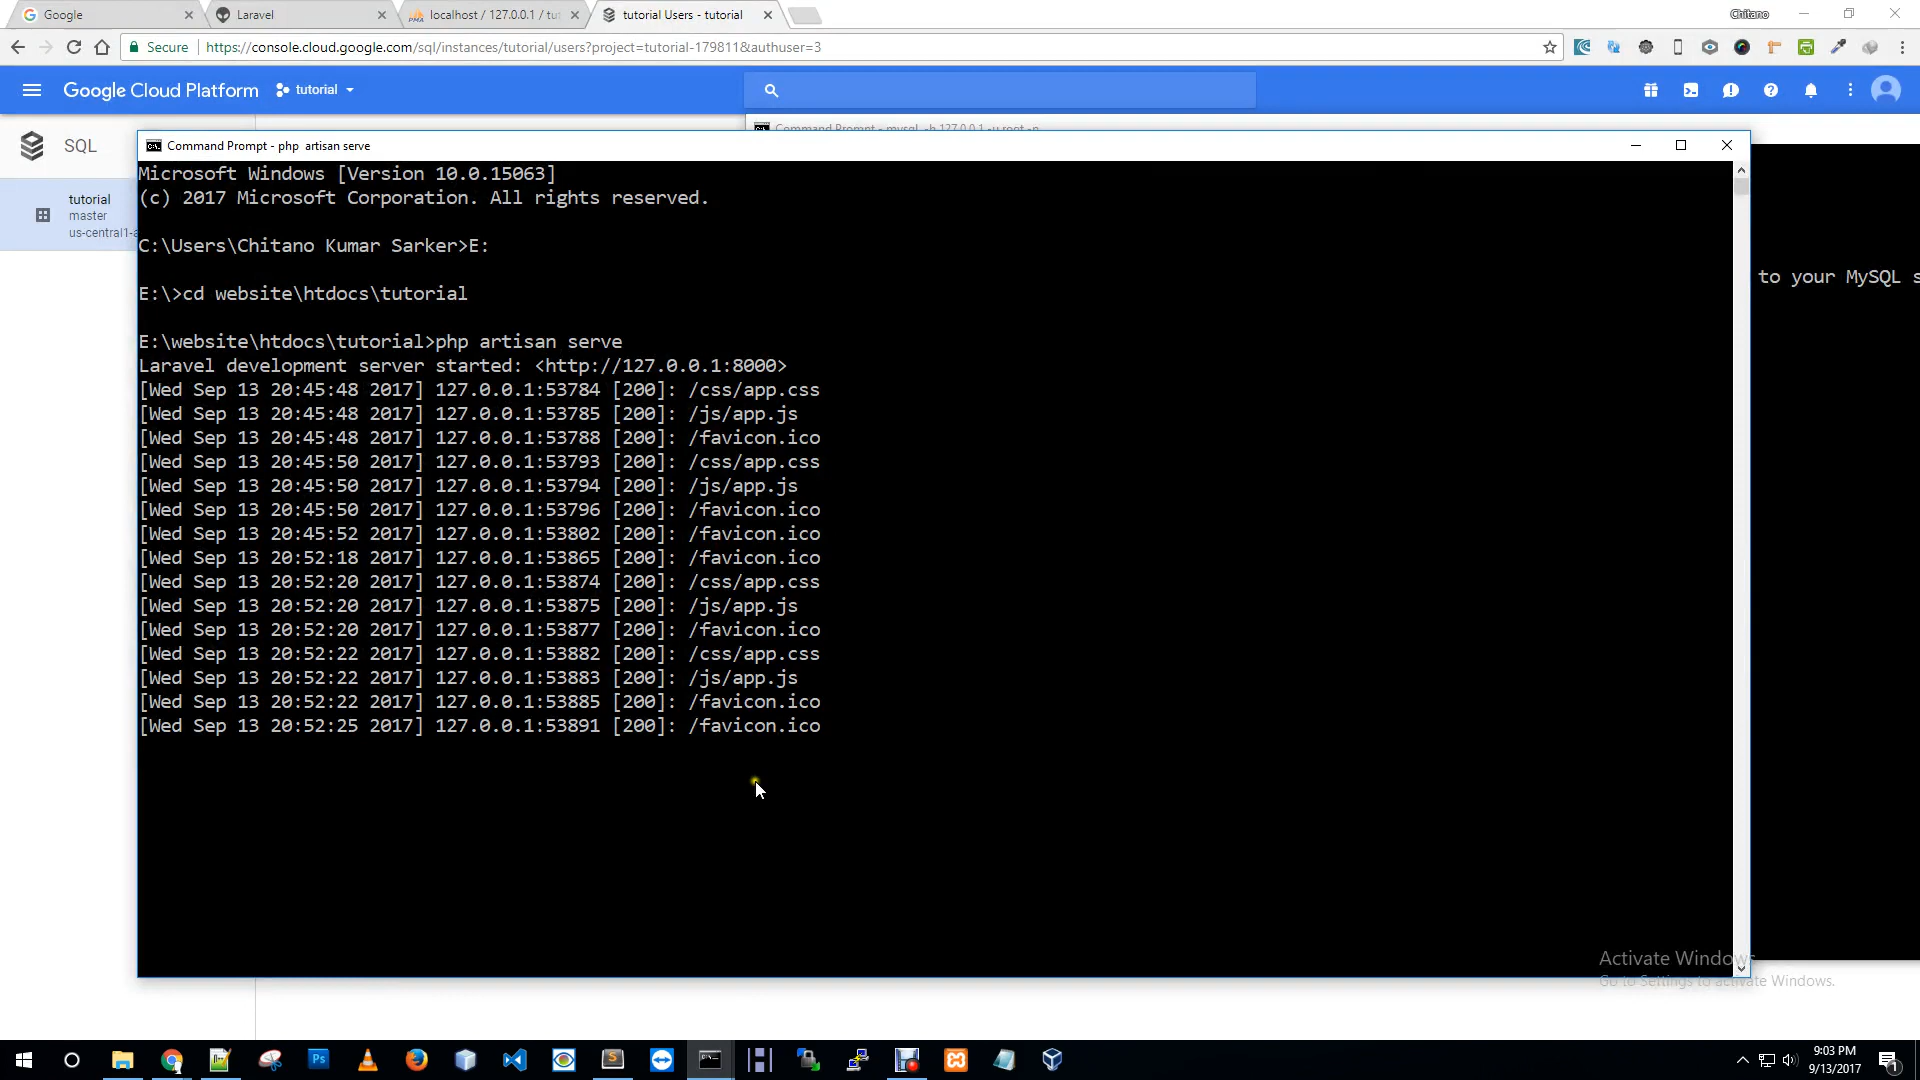 Google
Laravel
localhost / 127.0.0.1 / tut
tutorial Users - tutorial
Chitano
Secure
https://console.cloud.google.com/sql/instances/tutorial/users?project=tutorial-179811&authuser=3
Google Cloud Platform
tutorial
Command Prompt - mysql -h 127.0.0.1 -u root -p
SQL
Command Prompt - php artisan serve
tutorial
master
us-central1-a
Microsoft Windows [Version 10.0.15063]
(c) 2017 Microsoft Corporation. All rights reserved.
C:\Users\Chitano Kumar Sarker>E:
to your MySQL s
E:\>cd website\htdocs\tutorial
E:\website\htdocs\tutorial>php artisan serve
Laravel development server started: <http://127.0.0.1:8000>
[Wed Sep 13 20:45:48 2017] 127.0.0.1:53784 [200]: /css/app.css
[Wed Sep 13 20:45:48 2017] 127.0.0.1:53785 [200]: /js/app.js
[Wed Sep 13 20:45:48 2017] 127.0.0.1:53788 [200]: /favicon.ico
[Wed Sep 13 20:45:50 2017] 127.0.0.1:53793 [200]: /css/app.css
[Wed Sep 13 20:45:50 2017] 127.0.0.1:53794 [200]: /js/app.js
[Wed Sep 13 20:45:50 2017] 127.0.0.1:53796 [200]: /favicon.ico
[Wed Sep 13 20:45:52 2017] 127.0.0.1:53802 [200]: /favicon.ico
[Wed Sep 13 20:52:18 2017] 127.0.0.1:53865 [200]: /favicon.ico
[Wed Sep 13 20:52:20 2017] 127.0.0.1:53874 [200]: /css/app.css
[Wed Sep 13 20:52:20 2017] 127.0.0.1:53875 [200]: /js/app.js
[Wed Sep 13 20:52:20 2017] 127.0.0.1:53877 [200]: /favicon.ico
[Wed Sep 13 20:52:22 2017] 127.0.0.1:53882 [200]: /css/app.css
[Wed Sep 13 20:52:22 2017] 127.0.0.1:53883 [200]: /js/app.js
[Wed Sep 13 20:52:22 2017] 127.0.0.1:53885 [200]: /favicon.ico
[Wed Sep 13 20:52:25 2017] 127.0.0.1:53891 [200]: /favicon.ico
Activate Windows
Go to Settings to activate Windows.
9:03 PM
9/13/2017